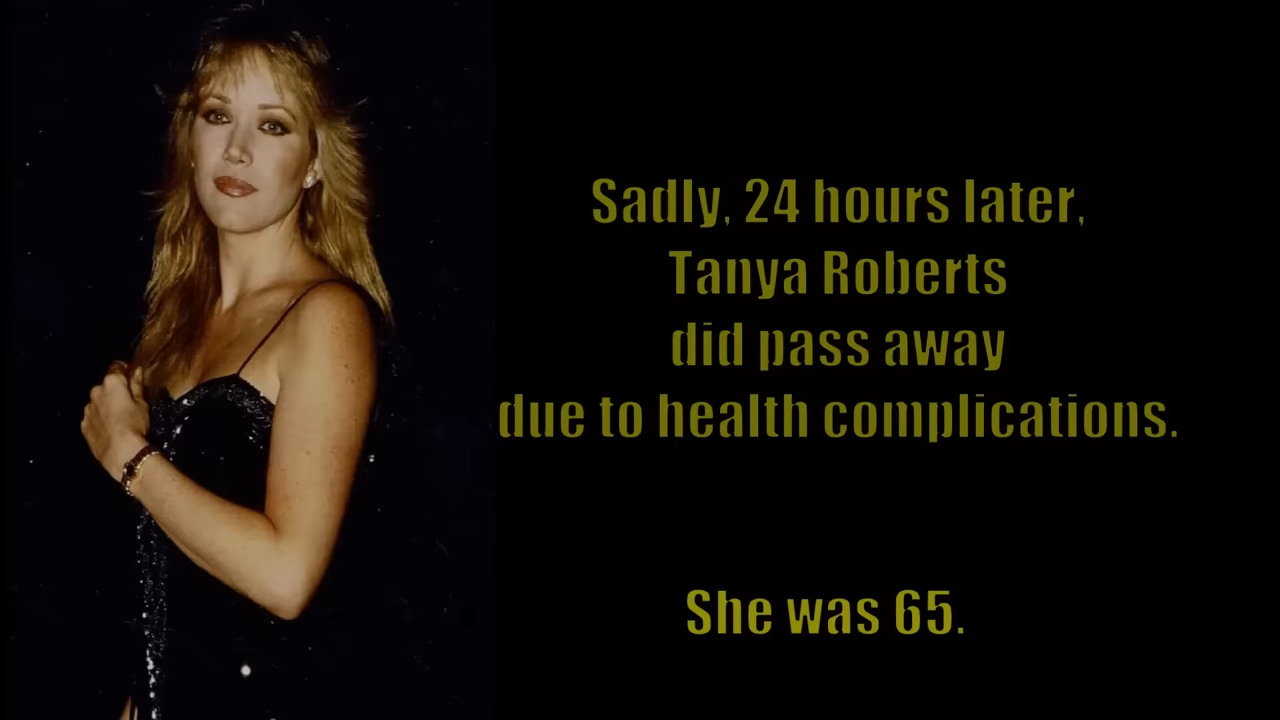 Sadly, 24 hours later,
Tanya Roberts
did pass away
due to health complications.
She was 65.